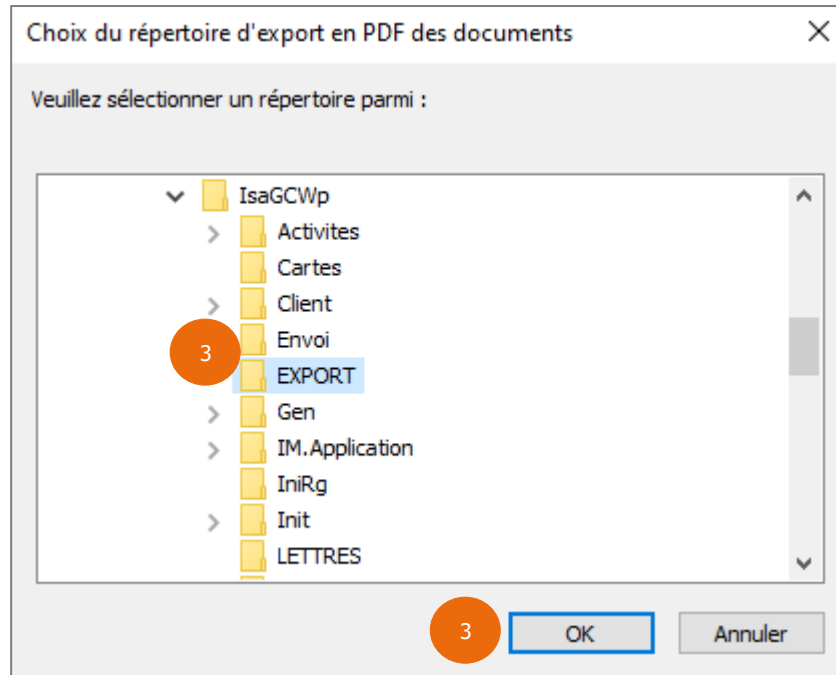 Choix du répertoire d'export en PDF des documents
Veuillez sélectionner un répertoire parmi :
IsaGCWp
Activites
Cartes
Client
Envoi
3
EXPORT
Gen
IM.Application
IniRg
Init
LETTRES
3 OK Annuler